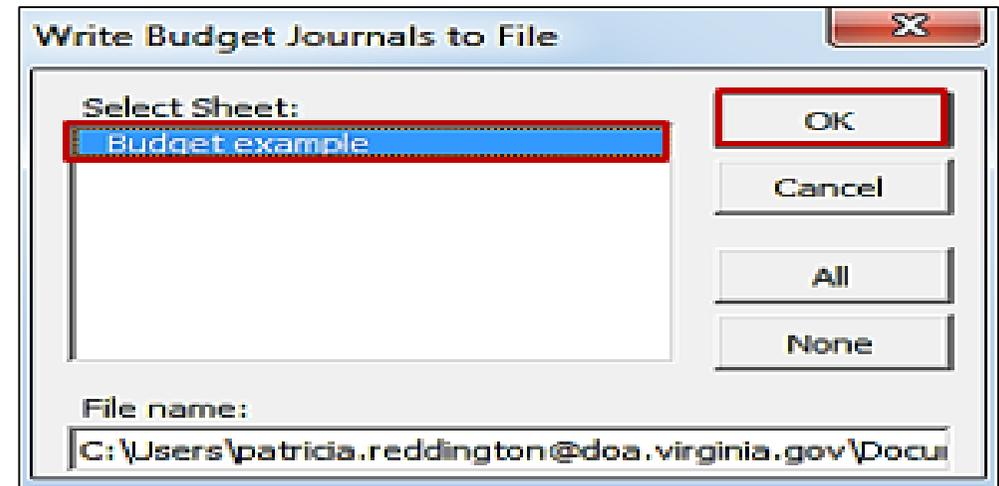 Write Budget Journals to File
Select Sheet:
Budget example
OK
Cancel
All
None
File name:
C:\Users\patricia.reddington@doa.virginia.gov\Docu